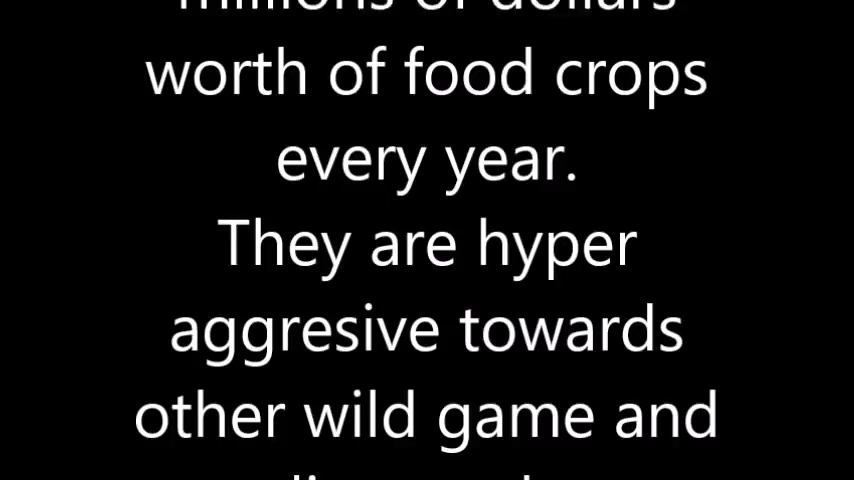 millions of dollars
worth of food crops
every year.
They are hyper
aggresive towards
other wild game and